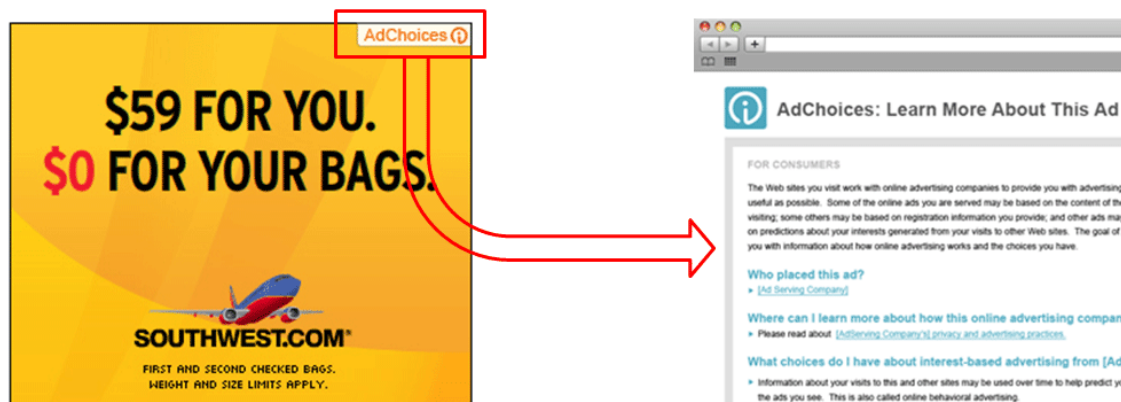 AdChoices
$59 FOR YOU.
$0 FOR YOUR BAGS.
SOUTHWEST.COM®
FIRST AND SECOND CHECKED BAGS.
WEIGHT AND SIZE LIMITS APPLY.
AdChoices: Learn More About This Ad
FOR CONSUMERS
The Web sites you visit work with online advertising companies to provide you with advertising
useful as possible. Some of the online ads you are served may be based on the content of the
visiting; some others may be based on registration information you provide; and other ads may
on predictions about your interests generated from your visits to other Web sites. The goal of
you with information about how online advertising works and the choices you have.
Who placed this ad?
[Ad Serving Company]
Where can I learn more about how this online advertising compan
Please read about [AdServing Company's] privacy and advertising practices.
What choices do I have about interest-based advertising from [Ad
Information about your visits to this and other sites may be used over time to help predict yo
the ads you see. This is also called online behavioral advertising.